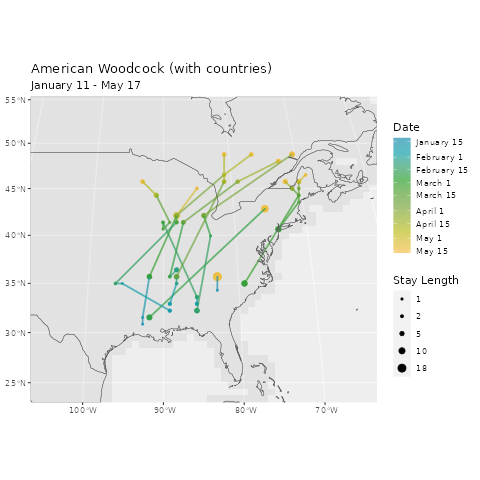 American Woodcock (with countries)
January 11 - May 17
55°N
50°N
45°N
40°N
35°N
30°N
25°N
100°W
90°W
80°W
70°W
Date
January 15
February 1
February 15
March 1
March 15
April 1
April 15
May 1
May 15
Stay Length
1
2
5
10
18